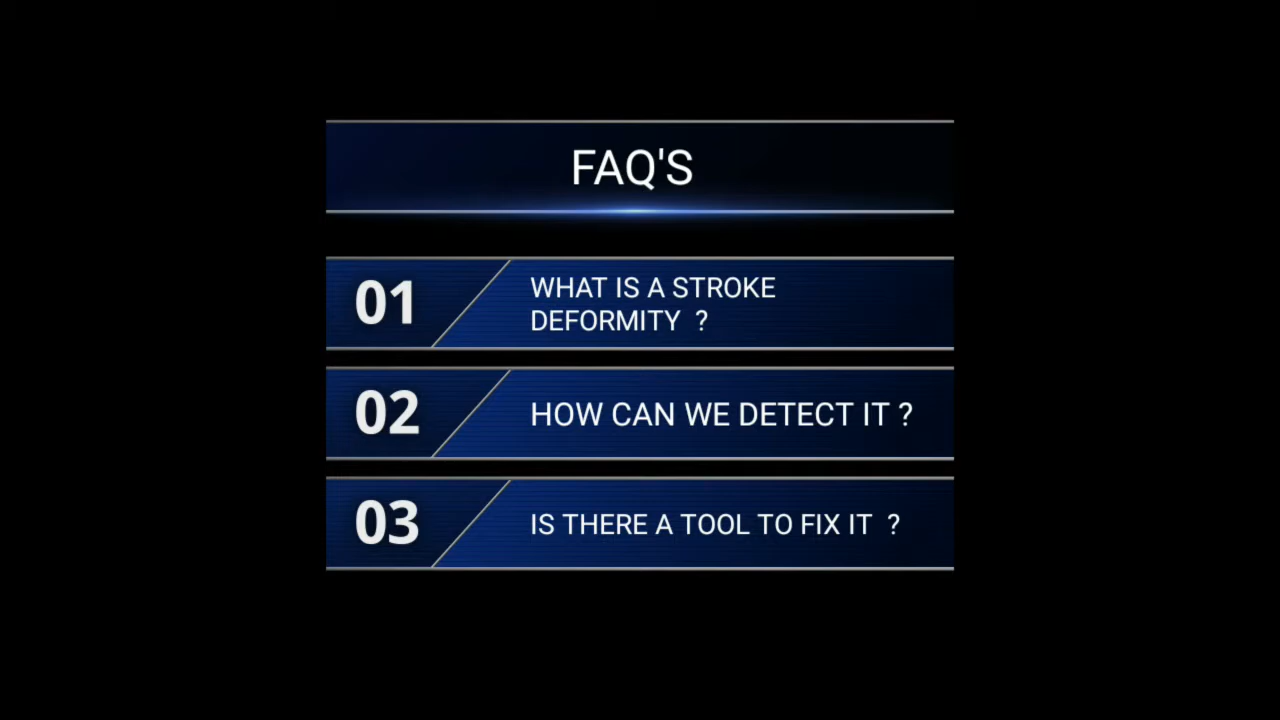 FAQ'S
01
WHAT IS A STROKE
DEFORMITY ?
02
HOW CAN WE DETECT IT ?
03
IS THERE A TOOL TO FIX IT ?